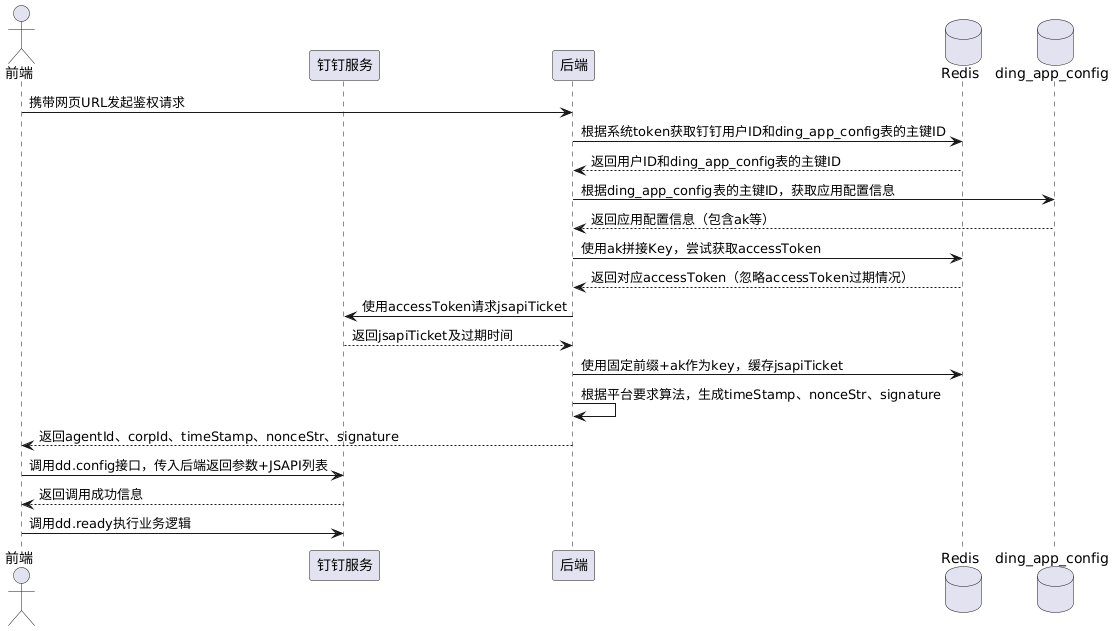 前端
钉钉服务
后端
Redis
ding_app_config
携带网页URL发起鉴权请求
根据系统token获取钉钉用户ID和ding_app_config表的主键ID
返回用户ID和ding_app_config表的主键ID
根据ding_app_config表的主键ID，获取应用配置信息
返回应用配置信息（包含ak等）
使用ak拼接Key，尝试获取accessToken
返回对应accessToken（忽略accessToken过期情况）
使用accessToken请求jsapiTicket
返回jsapiTicket及过期时间
使用固定前缀+ak作为key，缓存jsapiTicket
根据平台要求算法，生成timeStamp、nonceStr、signature
返回agentId、corpId、timeStamp、nonceStr、signature
调用dd.config接口，传入后端返回参数+JSAPI列表
返回调用成功信息
调用dd.ready执行业务逻辑
前端
钉钉服务
后端
Redis
ding_app_config